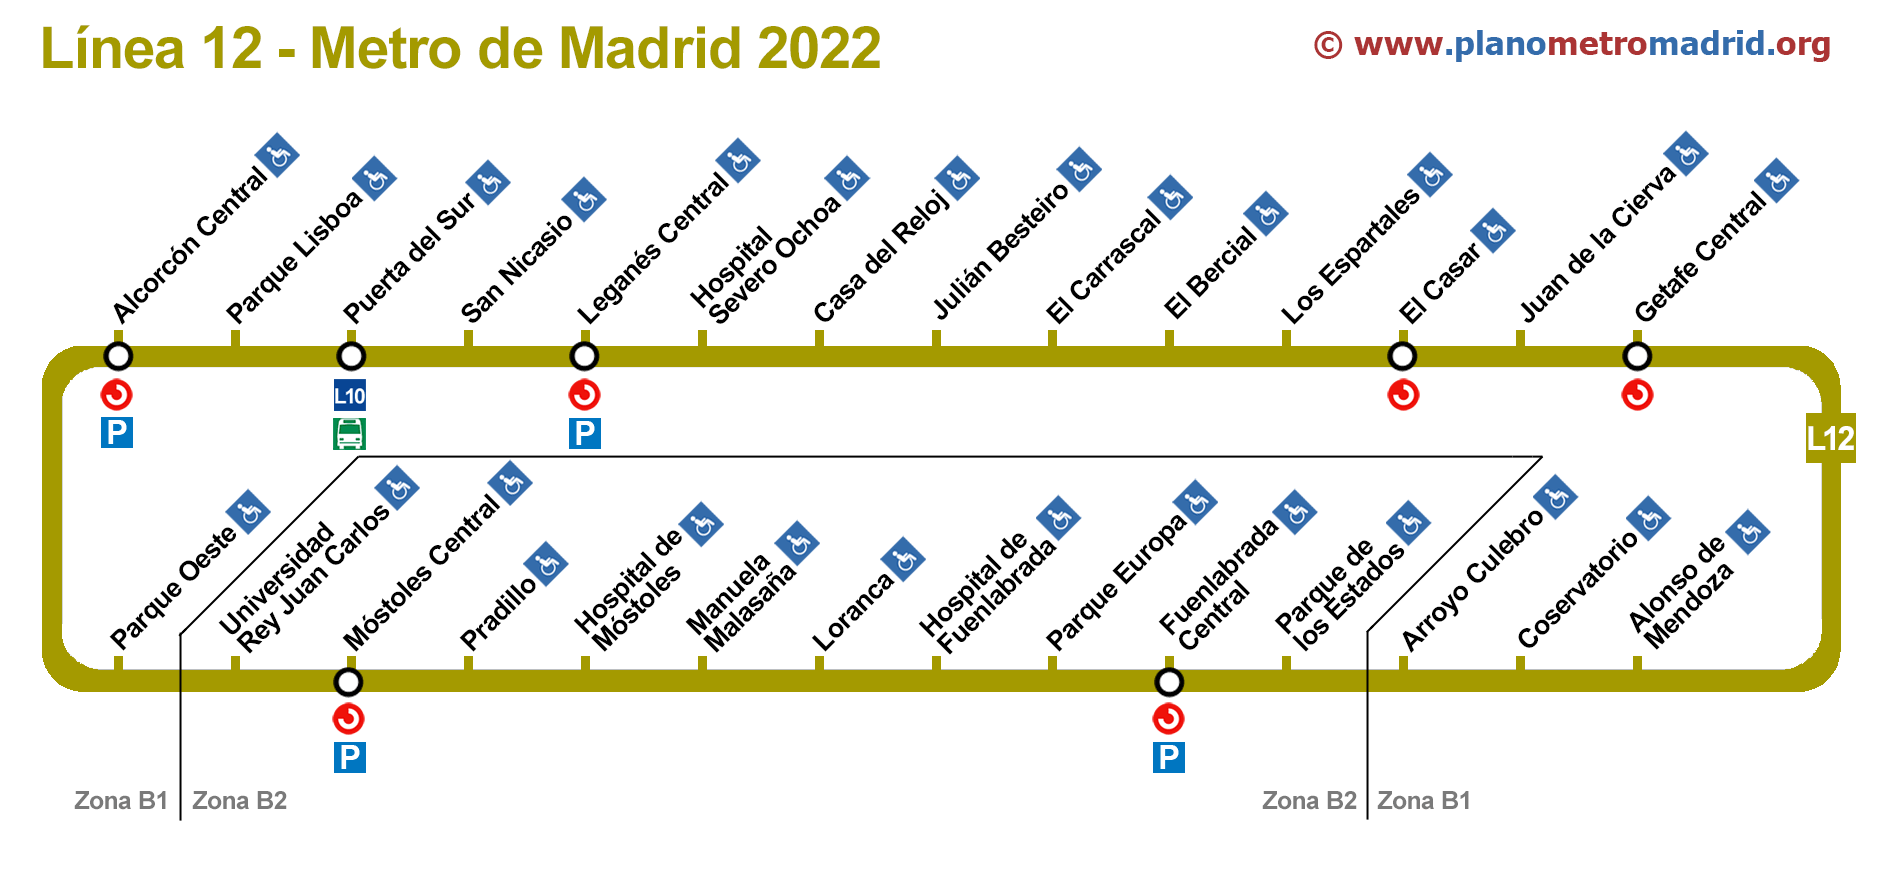 Línea 12 - Metro de Madrid 2022
© www.planometromadrid.org
Alcorcón Central
Parque Lisboa
Puerta del Sur
San Nicasio
Leganés Central
Hospital
Severo Ochoa
Casa del Reloj
Julián Besteiro
El Carrascal
El Bercial
Los Espartales
El Casar
Juan de la Cierva
Getafe Central
L10
P
P
L12
Parque Oeste
Universidad
Rey Juan Carlos
Móstoles Central
Pradillo
Hospital de
Móstoles
Manuela
Malasaña
Loranca
Hospital de
Fuenlabrada
Parque Europa
Fuenlabrada
Central
Parque de
los Estados
Arroyo Culebro
Coservatorio
Alonso de
Mendoza
P
P
Zona B1
Zona B2
Zona B2
Zona B1